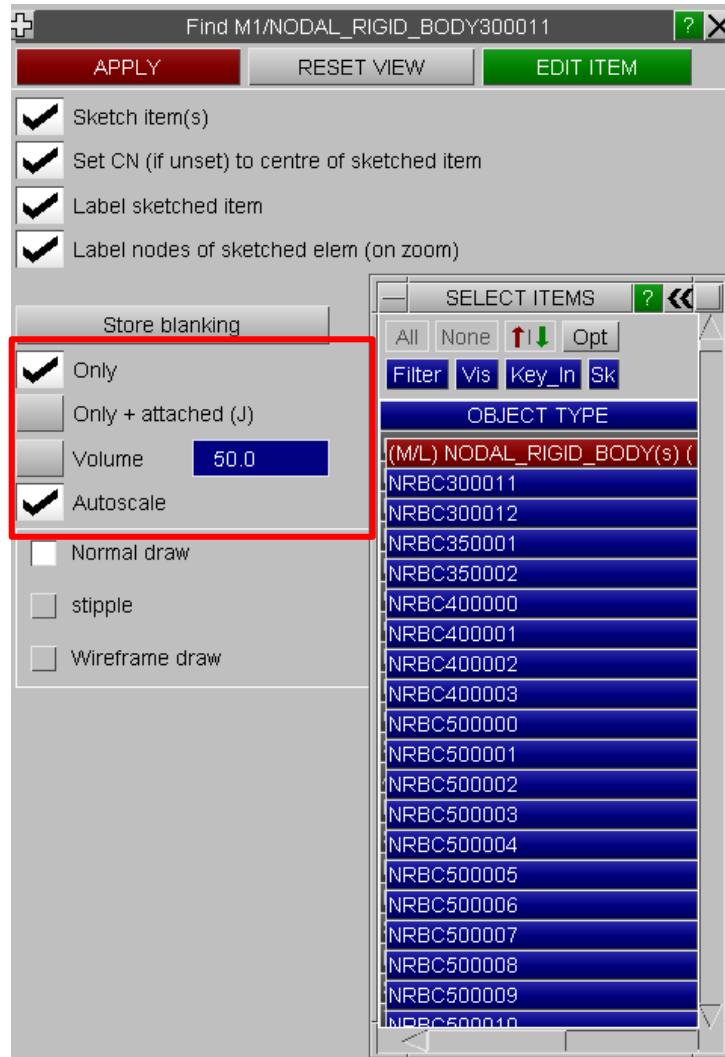 Find M1/NODAL_RIGID_BODY300011 ?
APPLY RESET VIEW EDIT ITEM
Sketch item(s)
Set CN (if unset) to centre of sketched item
Label sketched item
Label nodes of sketched elem (on zoom)
Store blanking
Only
Only + attached (J)
Volume 50.0
Autoscale
Normal draw
stipple
Wireframe draw
SELECT ITEMS ?
All None Opt
Filter Vis Key_In Sk
OBJECT TYPE
(M/L) NODAL_RIGID_BODY(s) (
NRBC300011
NRBC300012
NRBC350001
NRBC350002
NRBC400000
NRBC400001
NRBC400002
NRBC400003
NRBC500000
NRBC500001
NRBC500002
NRBC500003
NRBC500004
NRBC500005
NRBC500006
NRBC500007
NRBC500008
NRBC500009
NRBC500010